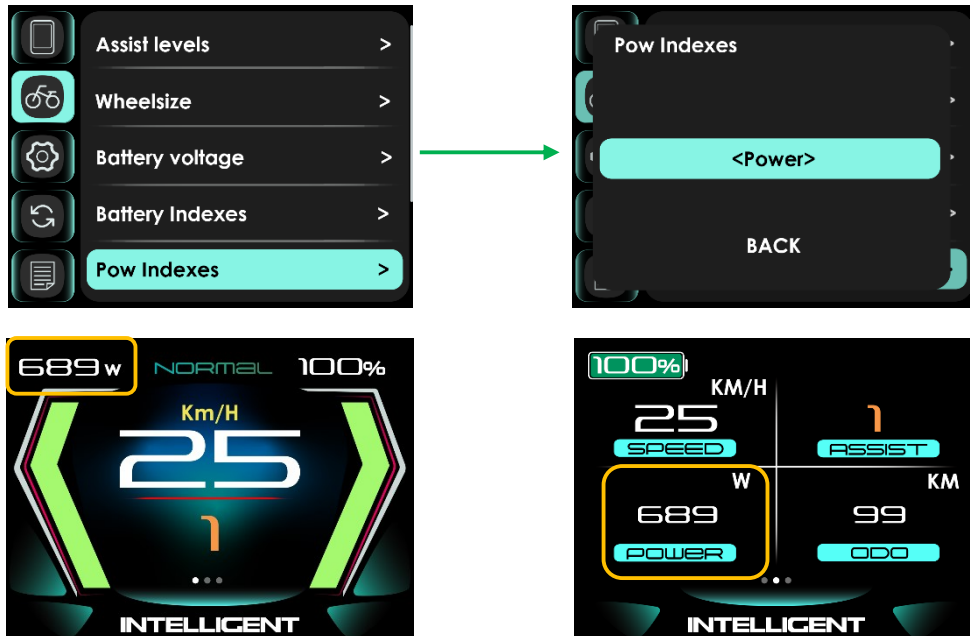 Assist levels >
Wheelsize >
Battery voltage >
Battery Indexes >
Pow Indexes >
Pow Indexes
<Power>
BACK
689 W NORMAL 100%
Km/H
25
1
INTELLIGENT
100%
KM/H
25 1
SPEED ASSIST
W KM
689 99
POWER ODO
INTELLIGENT